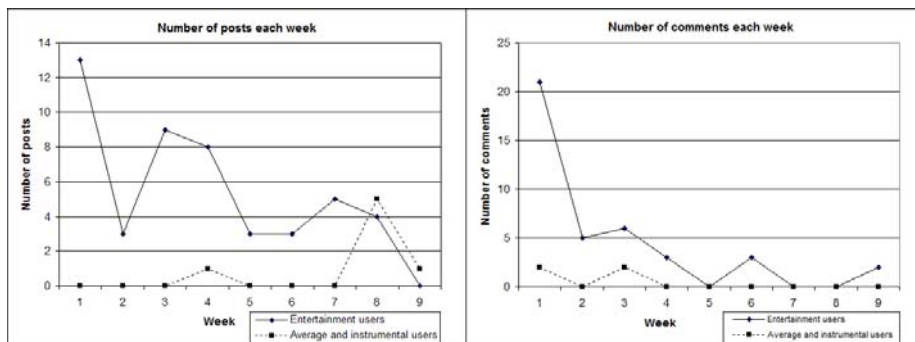 Number of posts each week
Number of posts
14
12
10
8
6
4
2
0
1 2 3 4 5 6 7 8 9
Week
Entertainment users
Average and instrumental users
Number of comments each week
Number of comments
25
20
15
10
5
0
1 2 3 4 5 6 7 8 9
Week
Entertainment users
Average and instrumental users